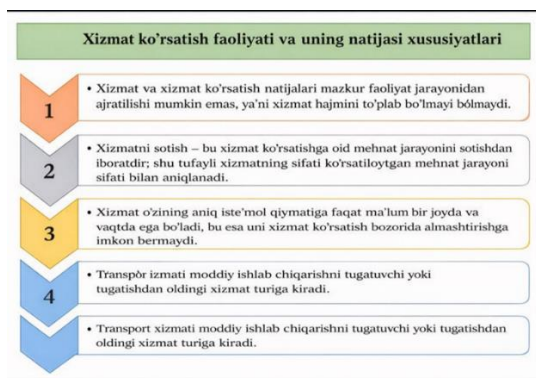 Xizmat ko'rsatish faoliyati va uning natijasi xususiyatlari
1
• Xizmat va xizmat ko'rsatish natijalari mazkur faoliyat jarayonidan
ajratilishi mumkin emas, ya'ni xizmat hajmini to'plab bo'lmayi bólmaydi.
2
• Xizmatni sotish – bu xizmat ko'rsatishga oid mehnat jarayonini sotishdan
iboratdir; shu tufayli xizmatning sifati ko'rsatiloytgan mehnat jarayoni
sifati bilan aniqlanadi.
3
• Xizmat o'zining aniq iste'mol qiymatiga faqat ma'lum bir joyda va
vaqtda ega bo'ladi, bu esa uni xizmat ko'rsatish bozorida almashtirishga
imkon bermaydi.
4
• Transpòr izmati moddiy ishlab chiqarishni tugatuvchi yoki
tugatishdan oldingi xizmat turiga kiradi.
• Transport xizmati moddiy ishlab chiqarishni tugatuvchi yoki tugatishdan
oldingi xizmat turiga kiradi.